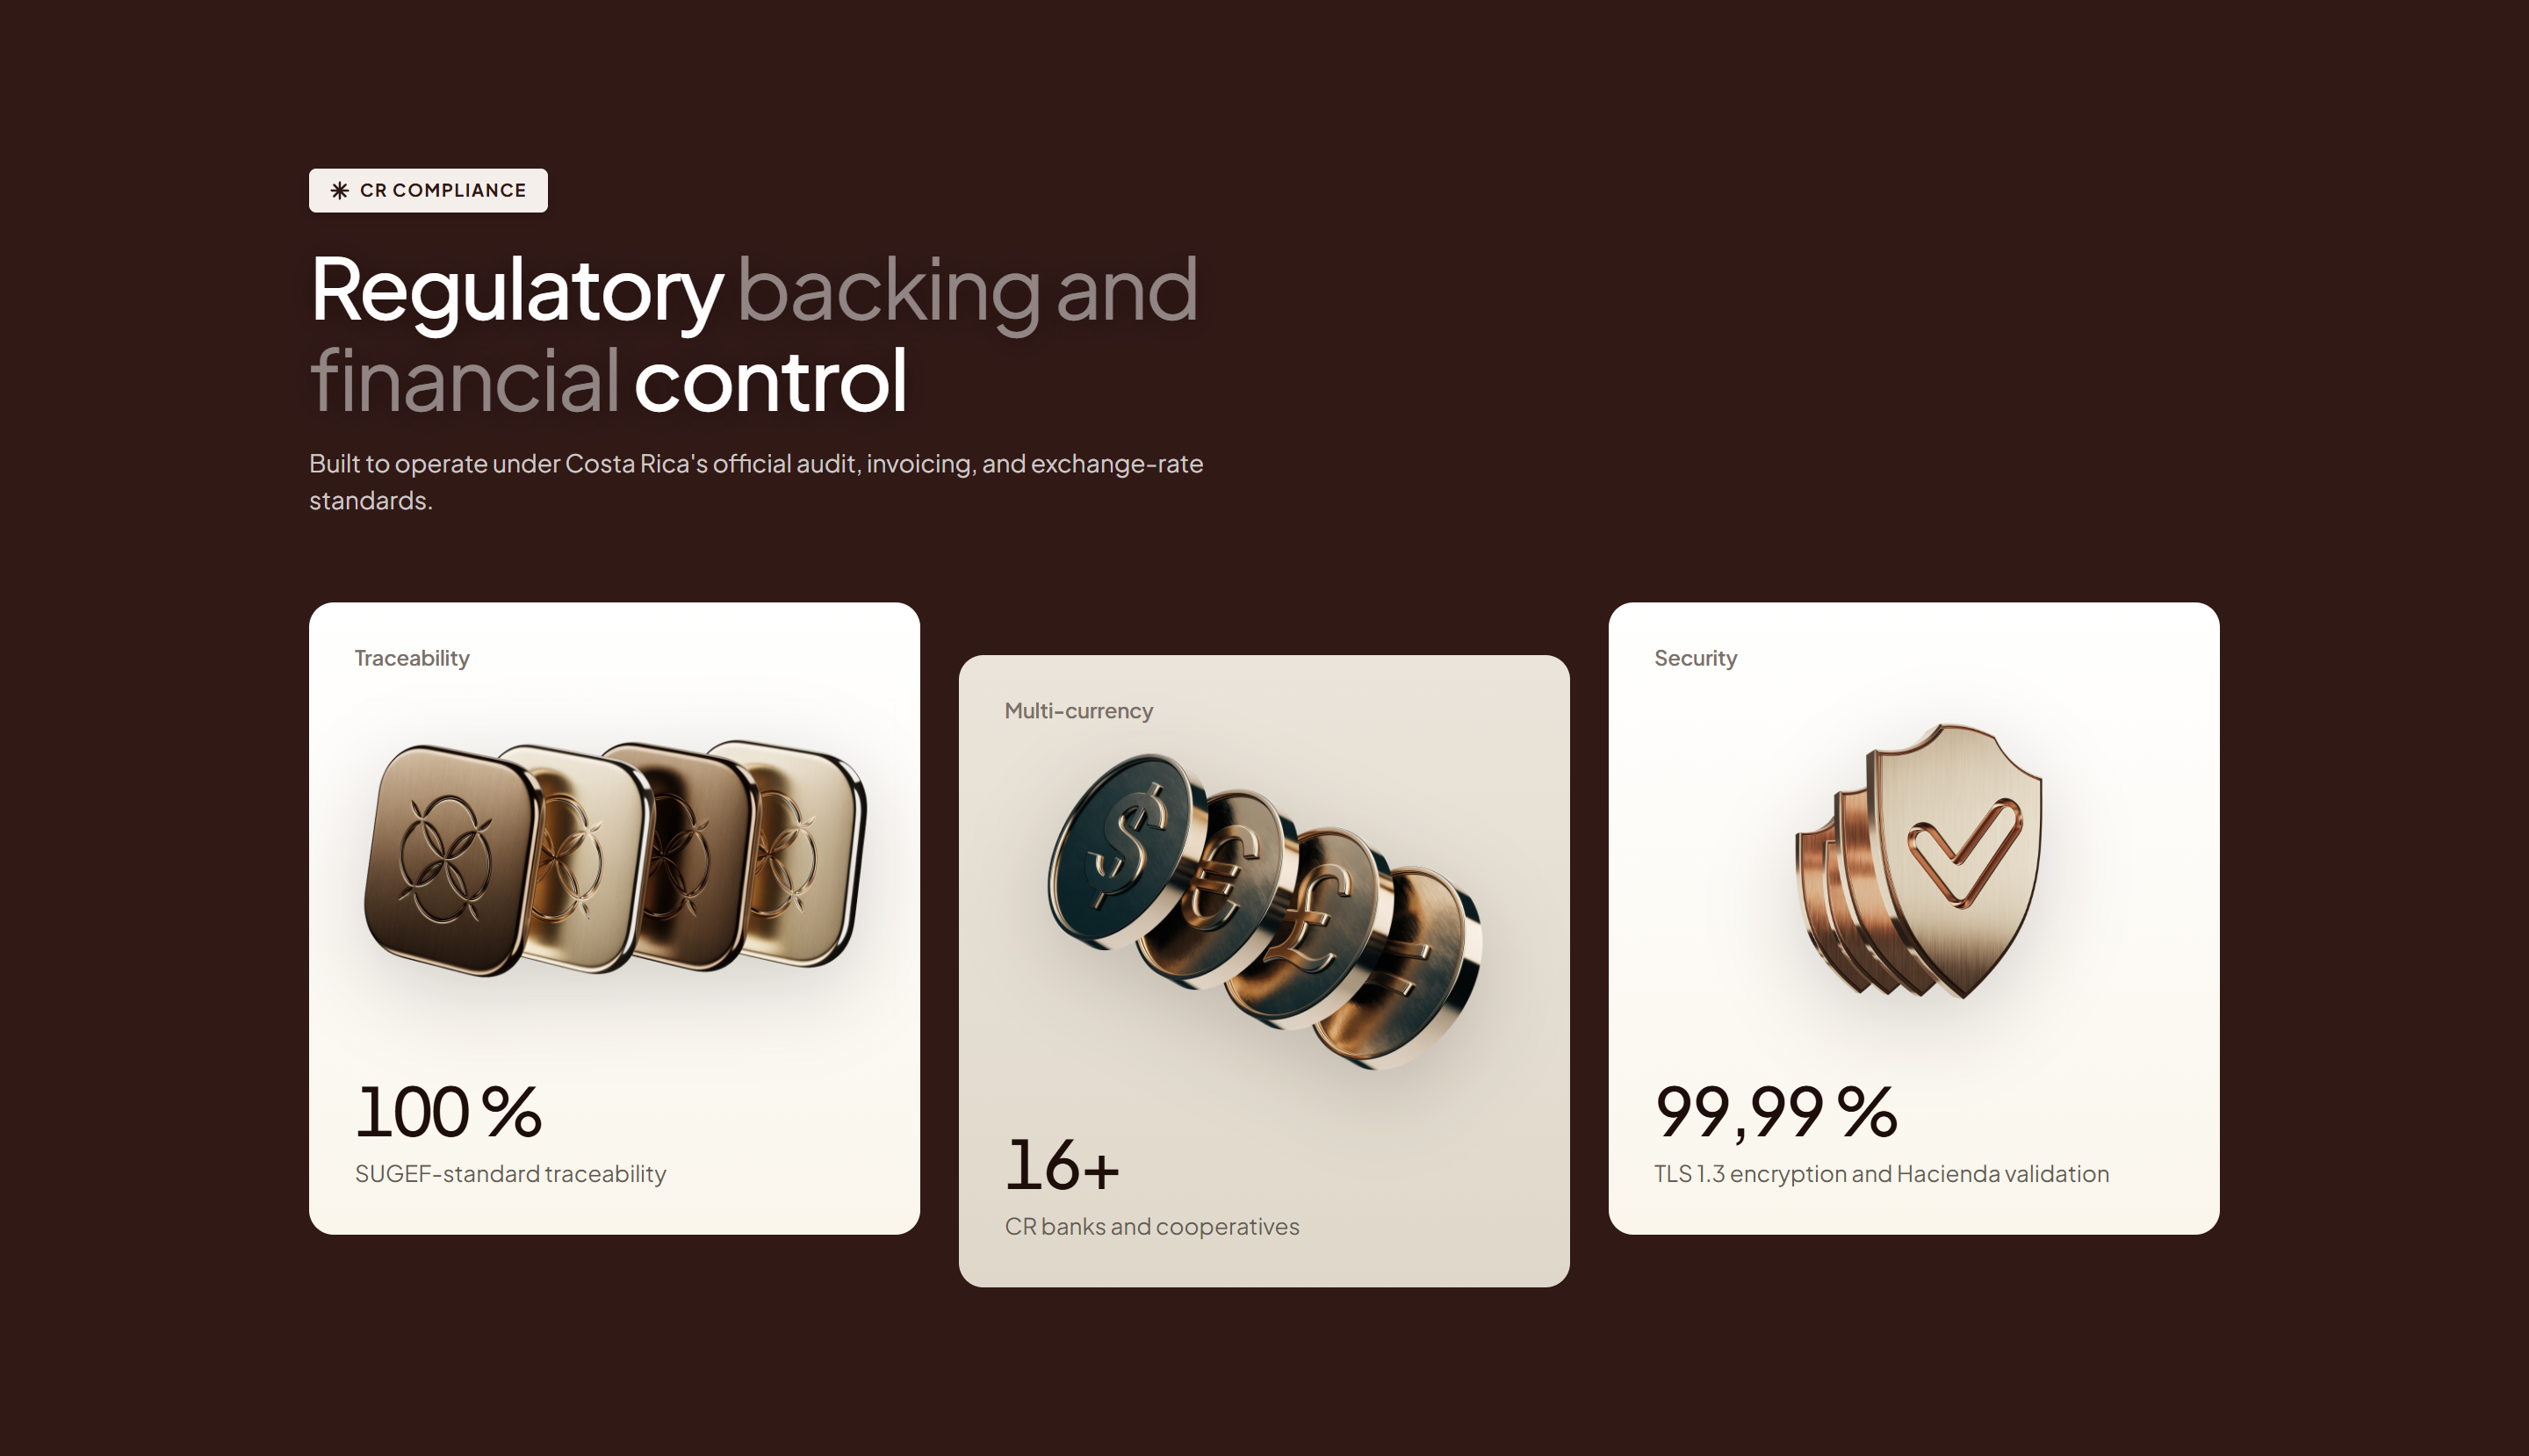 CR COMPLIANCE
Regulatory backing and
financial control
Built to operate under Costa Rica's official audit, invoicing, and exchange-rate
standards.
Traceability
100 %
SUGEF-standard traceability
Multi-currency
$
€
£
16+
CR banks and cooperatives
Security
99,99 %
TLS 1.3 encryption and Hacienda validation